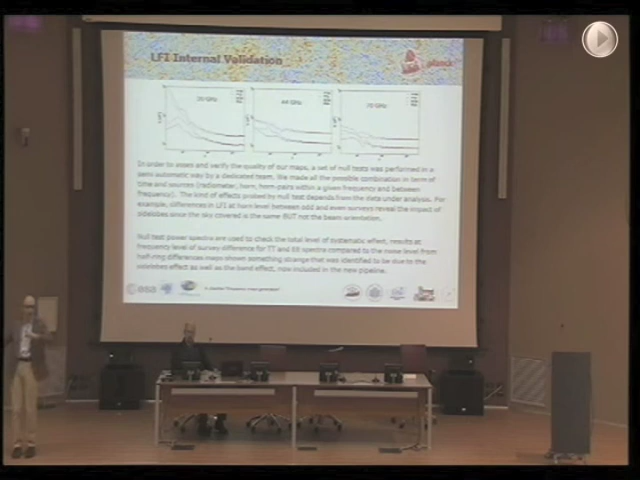 LFI Internal Validation
planck
30 GHz
44 GHz
70 GHz
In order to asses and verify the quality of our maps, a set of null tests was performed in a
semi automatic way by a dedicated team. We made all the possible combination in term of
time and sources (radiometer, horn, horn-pairs within a given frequency and between
frequency). The kind of effects probed by null test depends from the data under analysis. For
example, differences in LFI at horn level between odd and even surveys reveal the impact of
sidelobes since the sky covered is the same BUT not the beam orientation.
Null test power spectra are used to check the total level of systematic effect, results at
frequency level of survey difference for TT and EE spectra compared to the noise level from
half-ring differences maps shown something strange that was identified to be due to the
sidelobes effect as well as the band effect, now included in the new pipeline.
esa